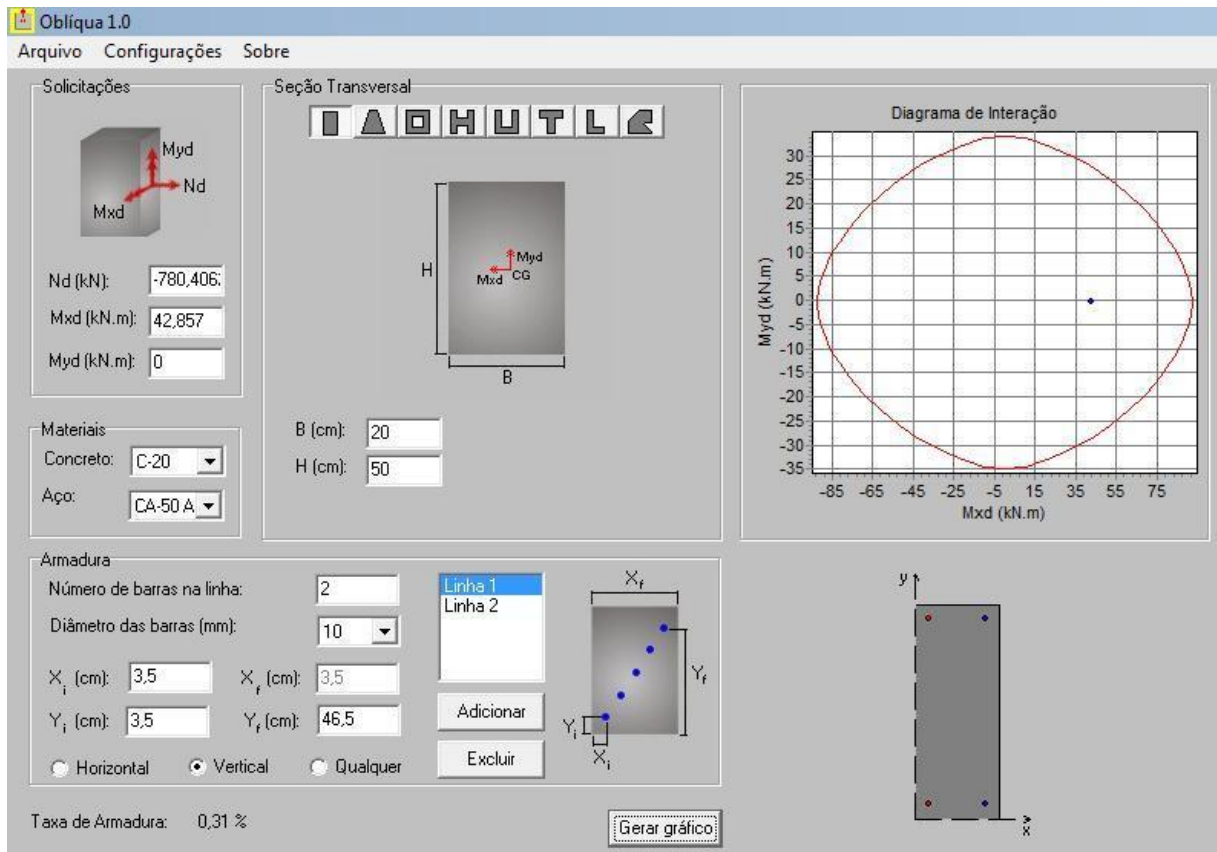 Oblíqua 1.0
Arquivo Configurações Sobre
Solicitações
Myd
Nd
Mxd
Nd (kN): -780,406
Mxd (kN.m): 42,857
Myd (kN.m): 0
Materiais
Concreto: C-20
Aço: CA-50 A
Seção Transversal
H
Myd
Mxd CG
B
B (cm): 20
H (cm): 50
Diagrama de Interação
Myd (kN.m)
30
25
20
15
10
5
0
-5
-10
-15
-20
-25
-30
-35
-85 -65 -45 -25 -5 15 35 55 75
Mxd (kN.m)
Armadura
Número de barras na linha: 2
Diâmetro das barras (mm): 10
Xi (cm): 3,5 Xf (cm): 3,5
Yi (cm): 3,5 Yf (cm): 46,5
Horizontal Vertical Qualquer
Linha 1
Linha 2
Adicionar
Excluir
Xf
Yf
Yi
Xi
Taxa de Armadura: 0,31 %
Gerar gráfico
y
x